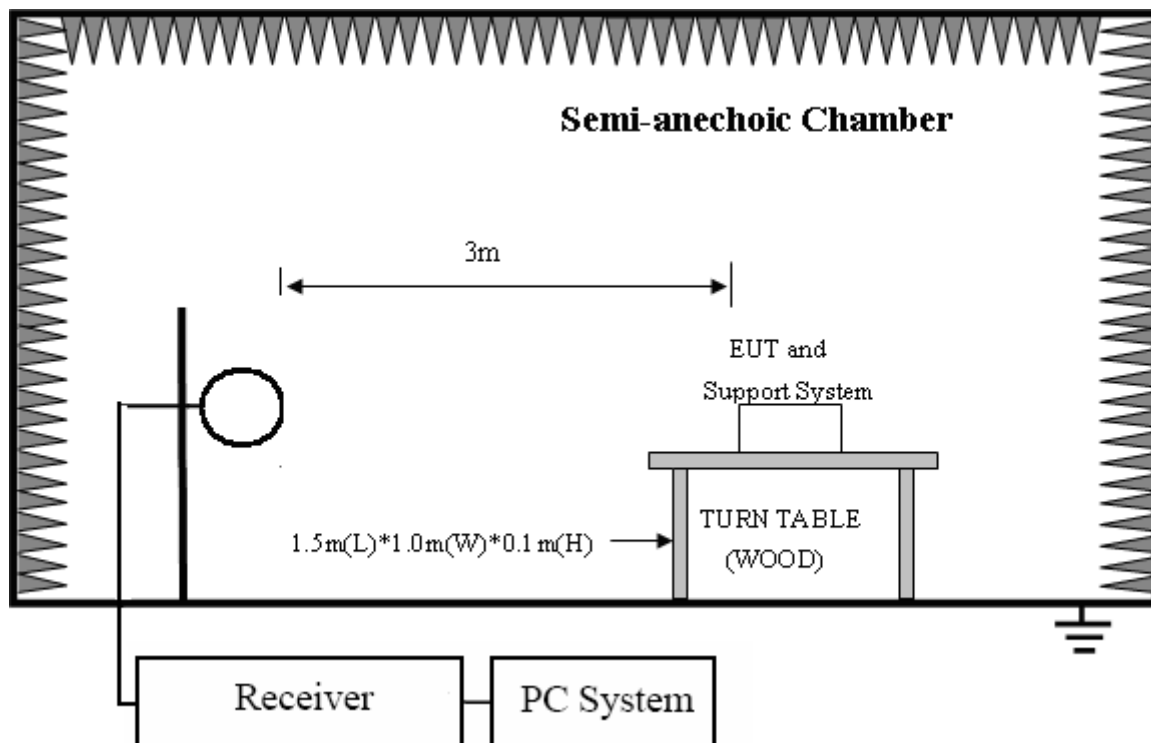 Semi-anechoic Chamber
3m
EUT and
Support System
1.5m(L)*1.0m(W)*0.1m(H)
TURN TABLE
(WOOD)
Receiver
PC System